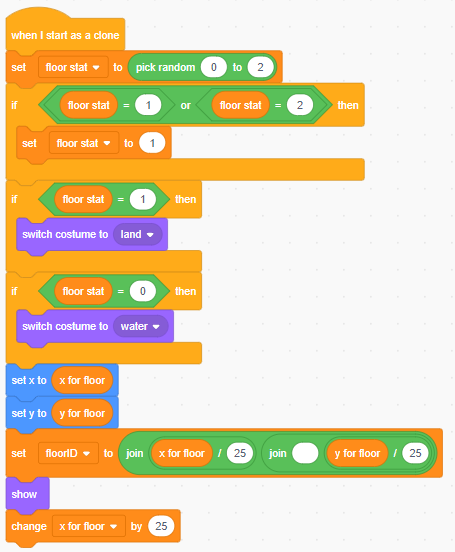 when I start as a clone
set floor stat to pick random 0 to 2
if floor stat = 1 or floor stat = 2 then
set floor stat to 1
if floor stat = 1 then
switch costume to land
if floor stat = 0 then
switch costume to water
set x to x for floor
set y to y for floor
set floorID to join x for floor / 25 join y for floor / 25
show
change x for floor by 25